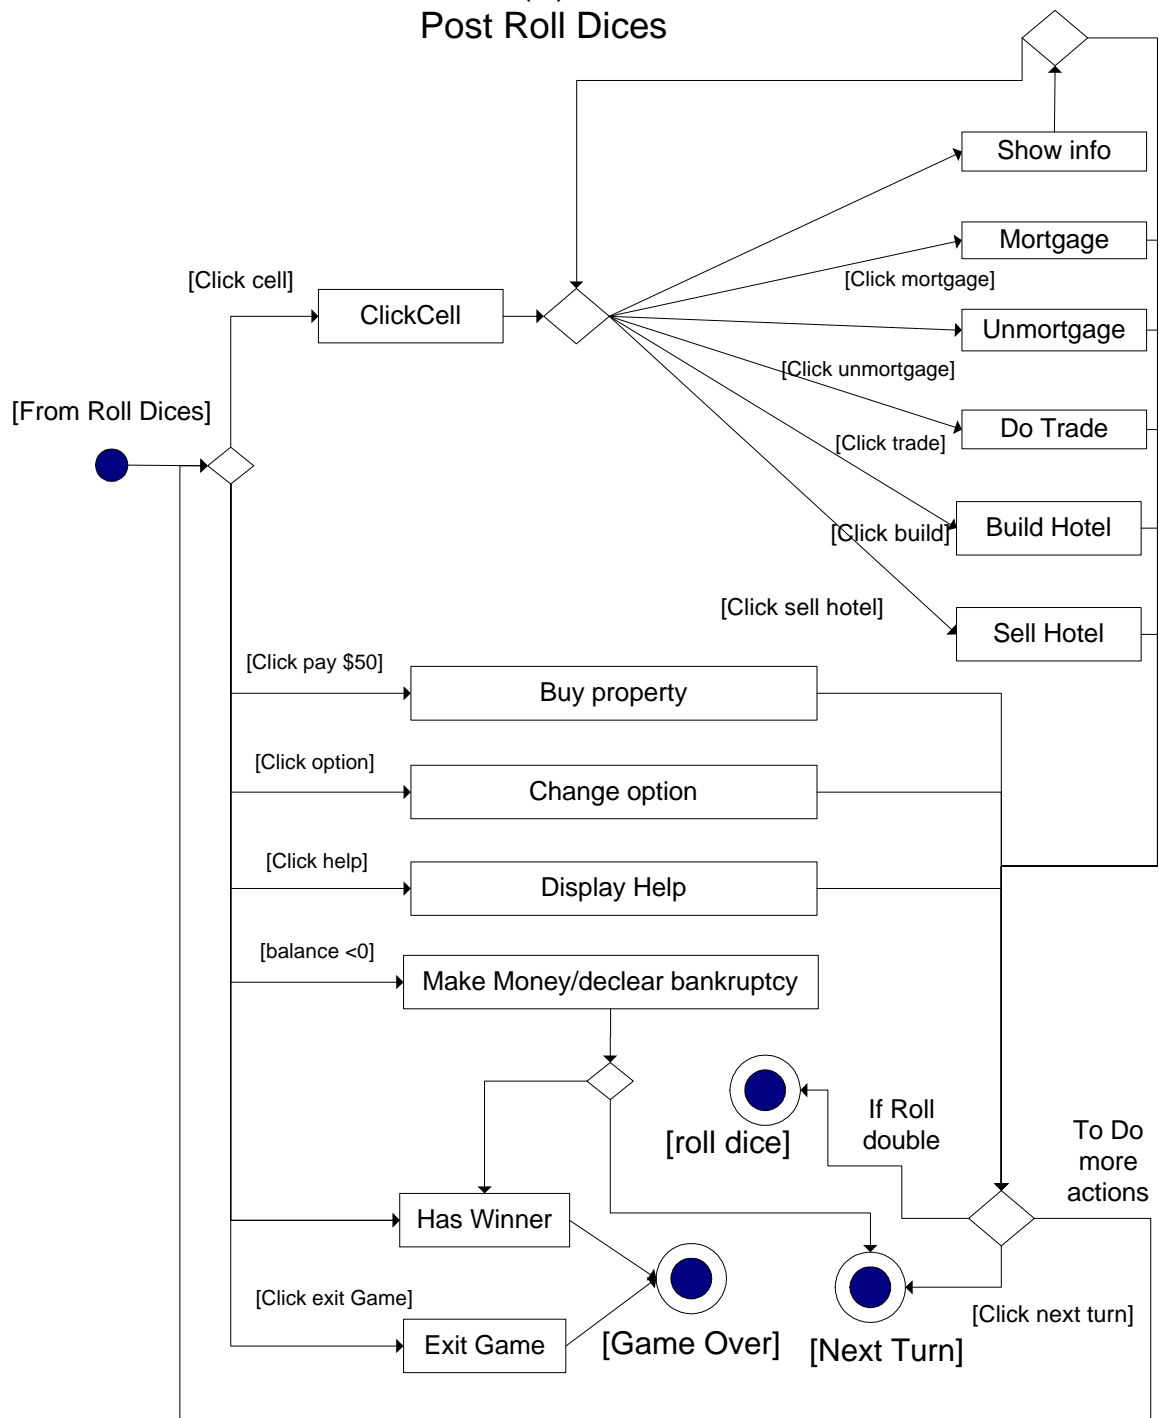 Post Roll Dices
Show info
Mortgage
[Click cell]
[Click mortgage]
ClickCell
Unmortgage
[Click unmortgage]
[From Roll Dices]
Do Trade
[Click trade]
Build Hotel
[Click build]
[Click sell hotel]
Sell Hotel
[Click pay $50]
Buy property
[Click option]
Change option
[Click help]
Display Help
[balance <0]
Make Money/declear bankruptcy
If Roll
double
[roll dice]
To Do
more
actions
Has Winner
[Click exit Game]
[Click next turn]
Exit Game
[Game Over]
[Next Turn]